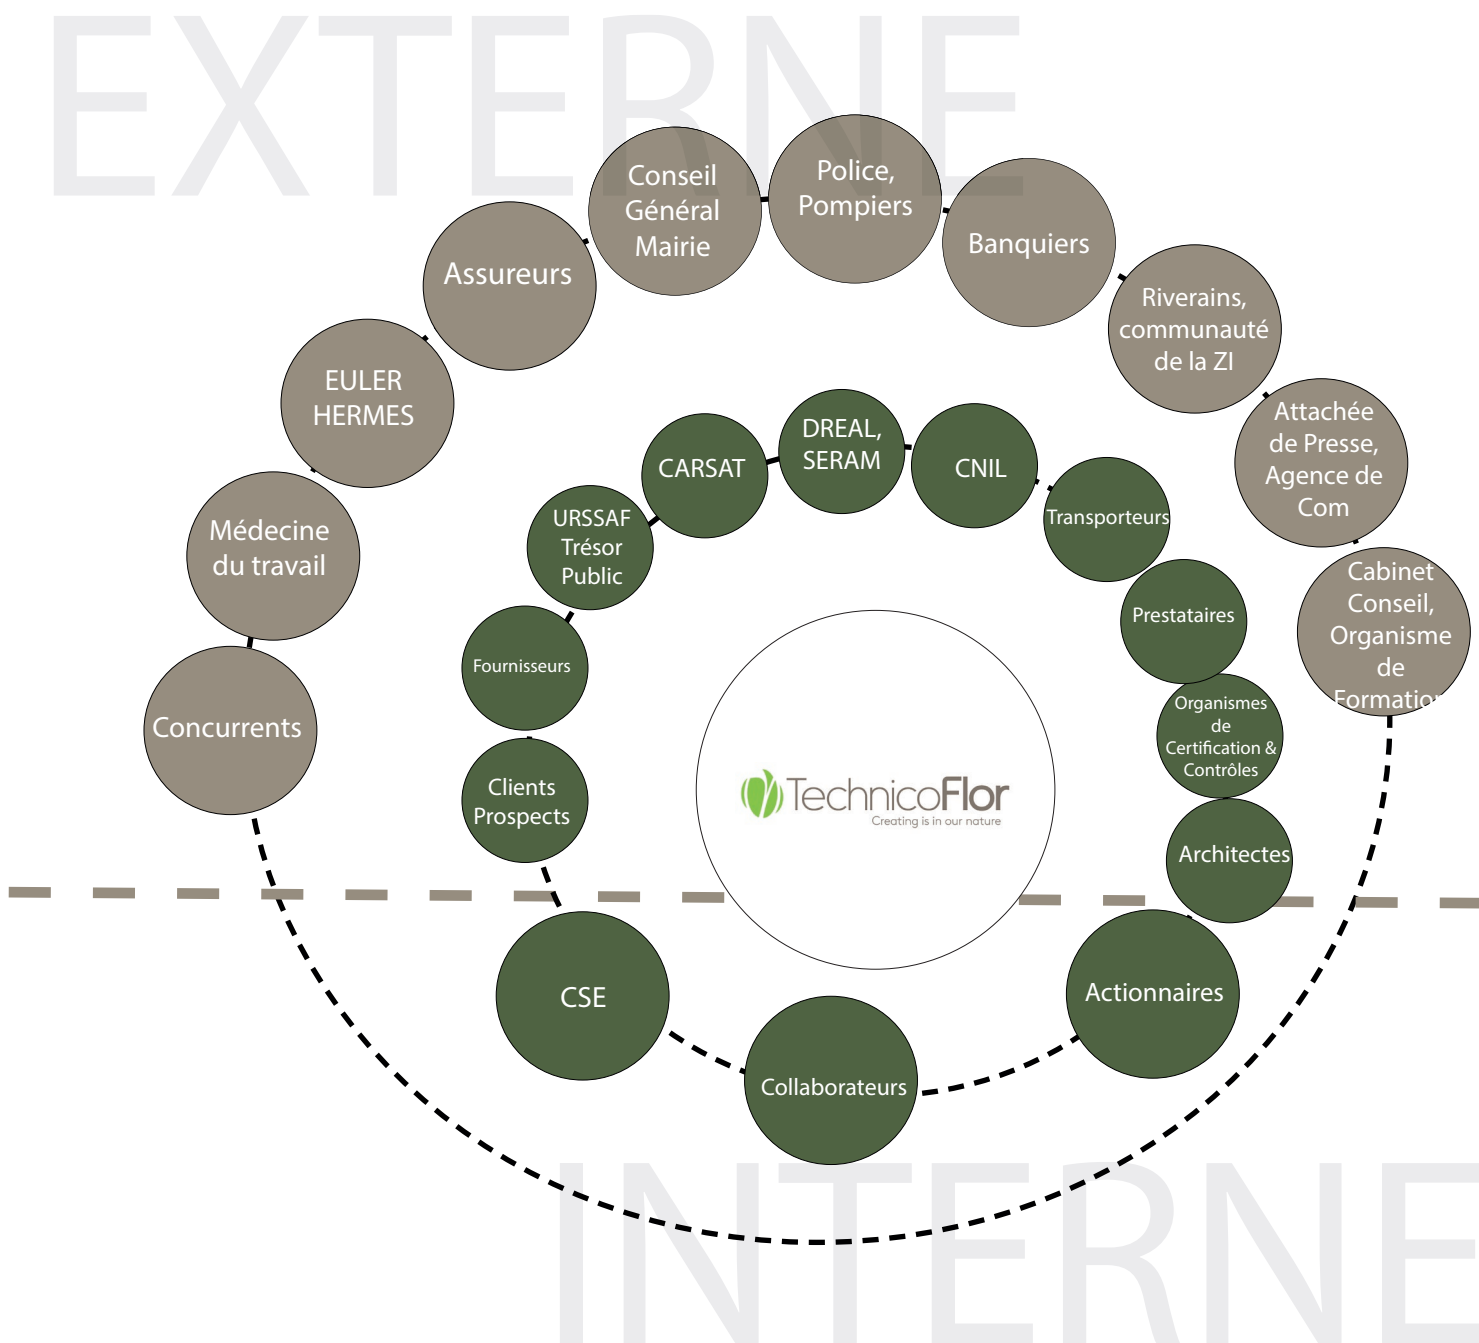 EXTERNE
Conseil
Général
Mairie
Police,
Pompiers
Banquiers
Assureurs
Riverains,
communauté
de la ZI
EULER
HERMES
Attachée
de Presse,
Agence de
Com
Médecine
du travail
Cabinet
Conseil,
Organisme
de
Formation
Concurrents
DREAL,
SERAM
CARSAT
CNIL
URSSAF
Trésor
Public
Transporteurs
Prestataires
Fournisseurs
Organismes
de
Certification &
Contrôles
Clients
Prospects
Architectes
TechnicoFlor
Creating is in our nature
CSE
Actionnaires
Collaborateurs
INTERNE